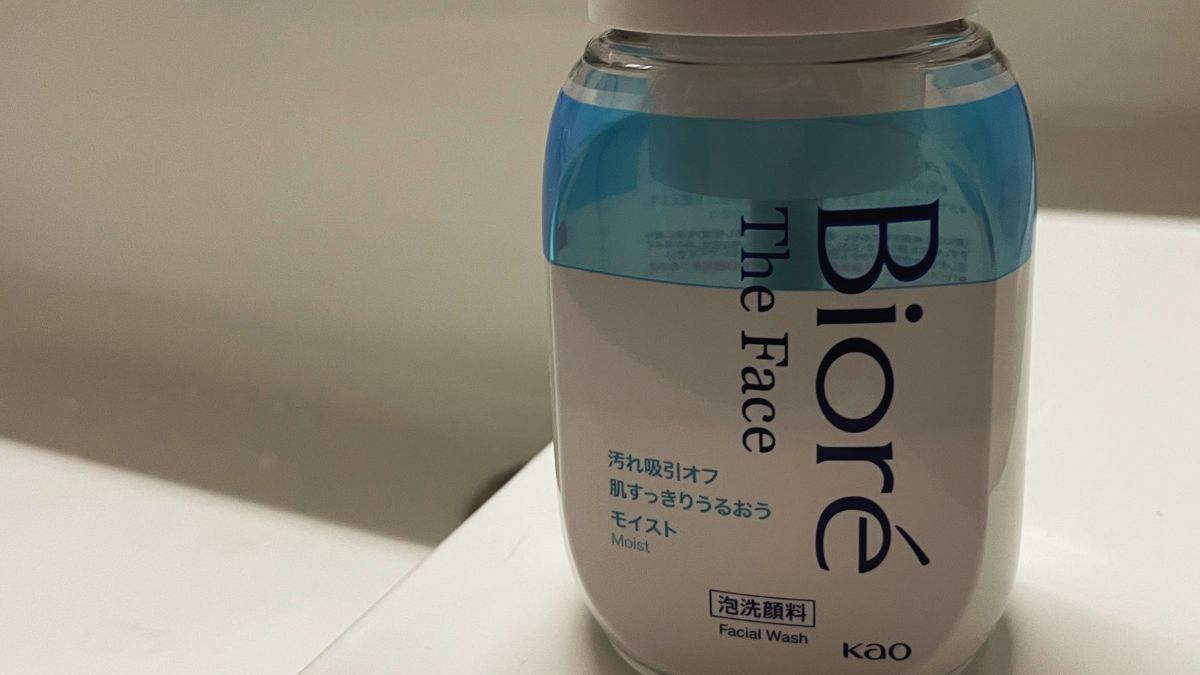 Bioré
The Face
汚れ吸引オフ
肌すっきりうるおう
モイスト
Moist
泡洗顔料
Facial Wash
Kao